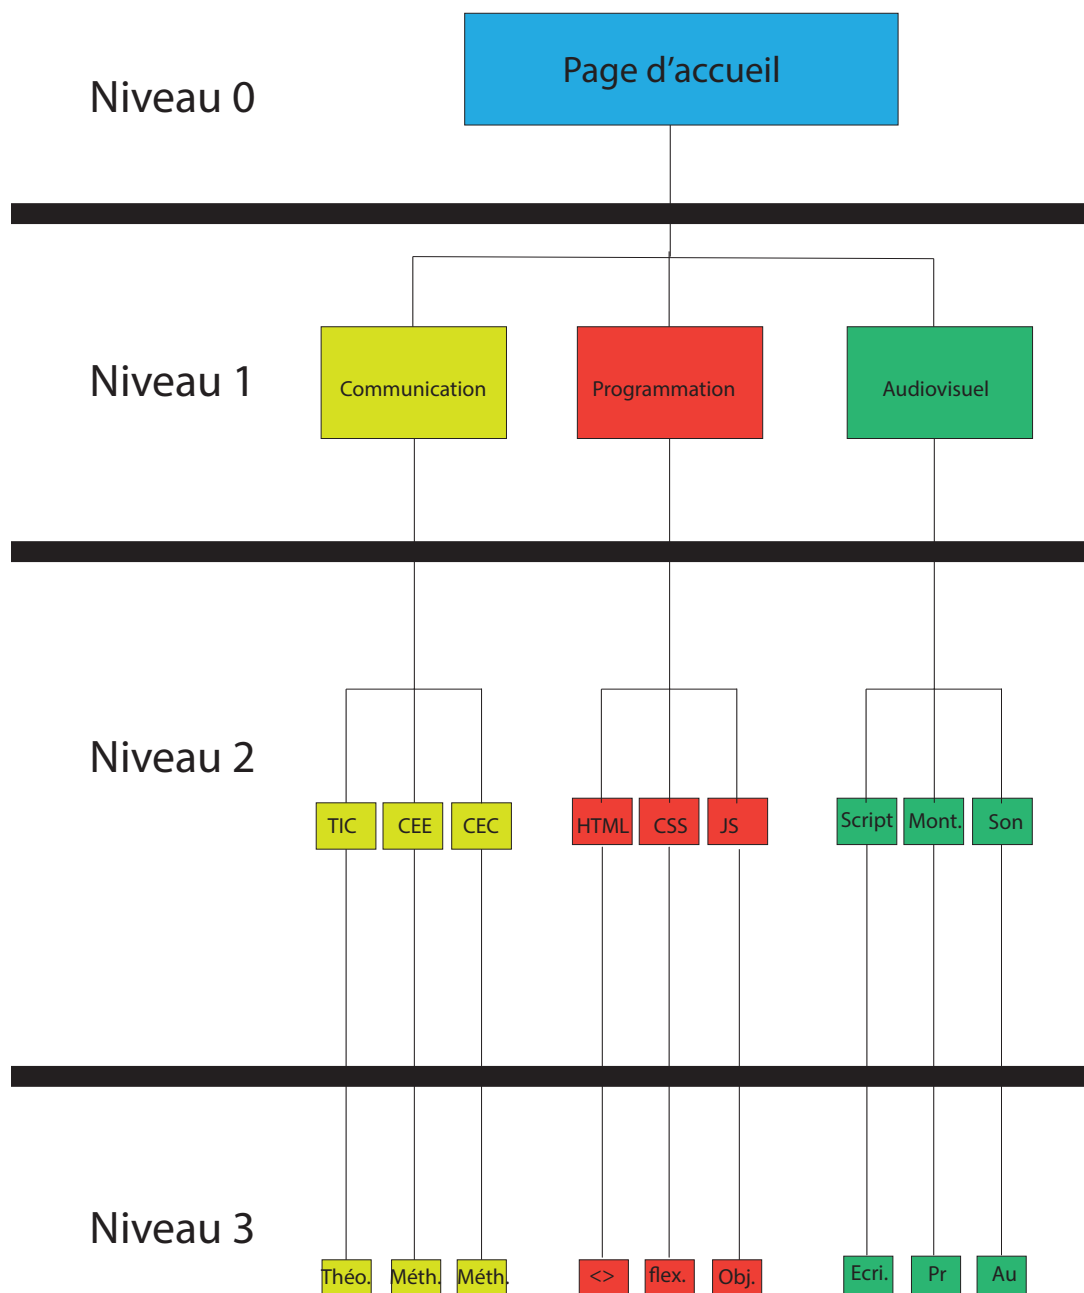 Niveau 0
Page d'accueil
Niveau 1
Communication
Programmation
Audiovisuel
Niveau 2
TIC
CEE
CEC
HTML
CSS
JS
Script
Mont.
Son
Niveau 3
Théo.
Méth.
Méth.
<>
flex.
Obj.
Ecri.
Pr
Au